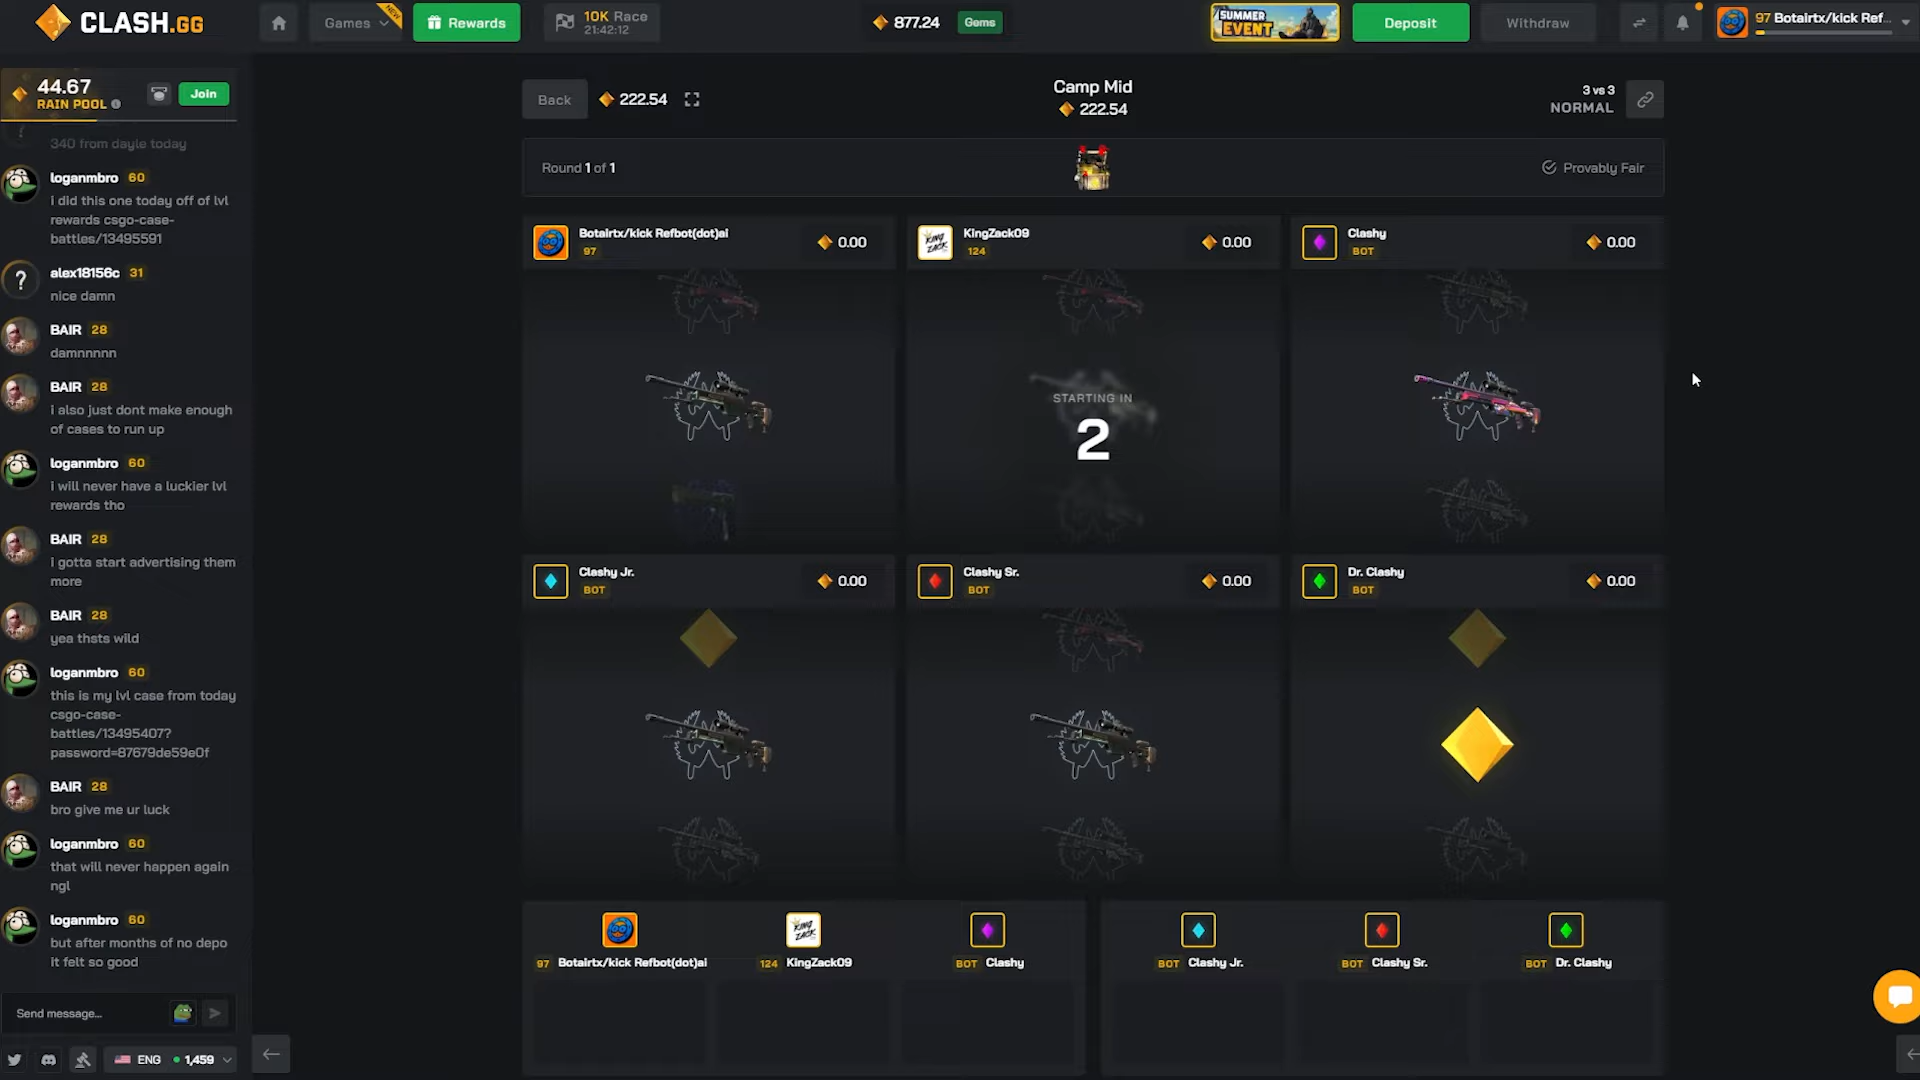 CLASH.GG
Games
NEW
Rewards
10K Race
21:42:12
877.24
Gems
SUMMER
EVENT
Deposit
Withdraw
97 Botairtx/kick Ref...
44.67
RAIN POOL
Join
340 from dayle today
loganmbro 60
i did this one today off of lvl
rewards csgo-case-
battles/13495591
alex18156c 31
nice damn
BAIR 28
damnnnnn
BAIR 28
i also just dont make enough
of cases to run up
loganmbro 60
i will never have a luckier lvl
rewards tho
BAIR 28
i gotta start advertising them
more
BAIR 28
yea thsts wild
loganmbro 60
this is my lvl case from today
csgo-case-
battles/13495407?
password=87679de59e0f
BAIR 28
bro give me ur luck
loganmbro 60
that will never happen again
ngl
loganmbro 60
but after months of no depo
it felt so good
Send message...
ENG
1,459
Back
222.54
Camp Mid
222.54
3 vs 3
NORMAL
Round 1 of 1
Provably Fair
Botairtx/kick Refbot(dot)ai
97
0.00
KING ZACK
KingZack09
124
0.00
Clashy
BOT
0.00
STARTING IN
2
Clashy Jr.
BOT
0.00
Clashy Sr.
BOT
0.00
Dr. Clashy
BOT
0.00
97 Botairtx/kick Refbot(dot)ai
KING ZACK
124 KingZack09
BOT Clashy
BOT Clashy Jr.
BOT Clashy Sr.
BOT Dr. Clashy